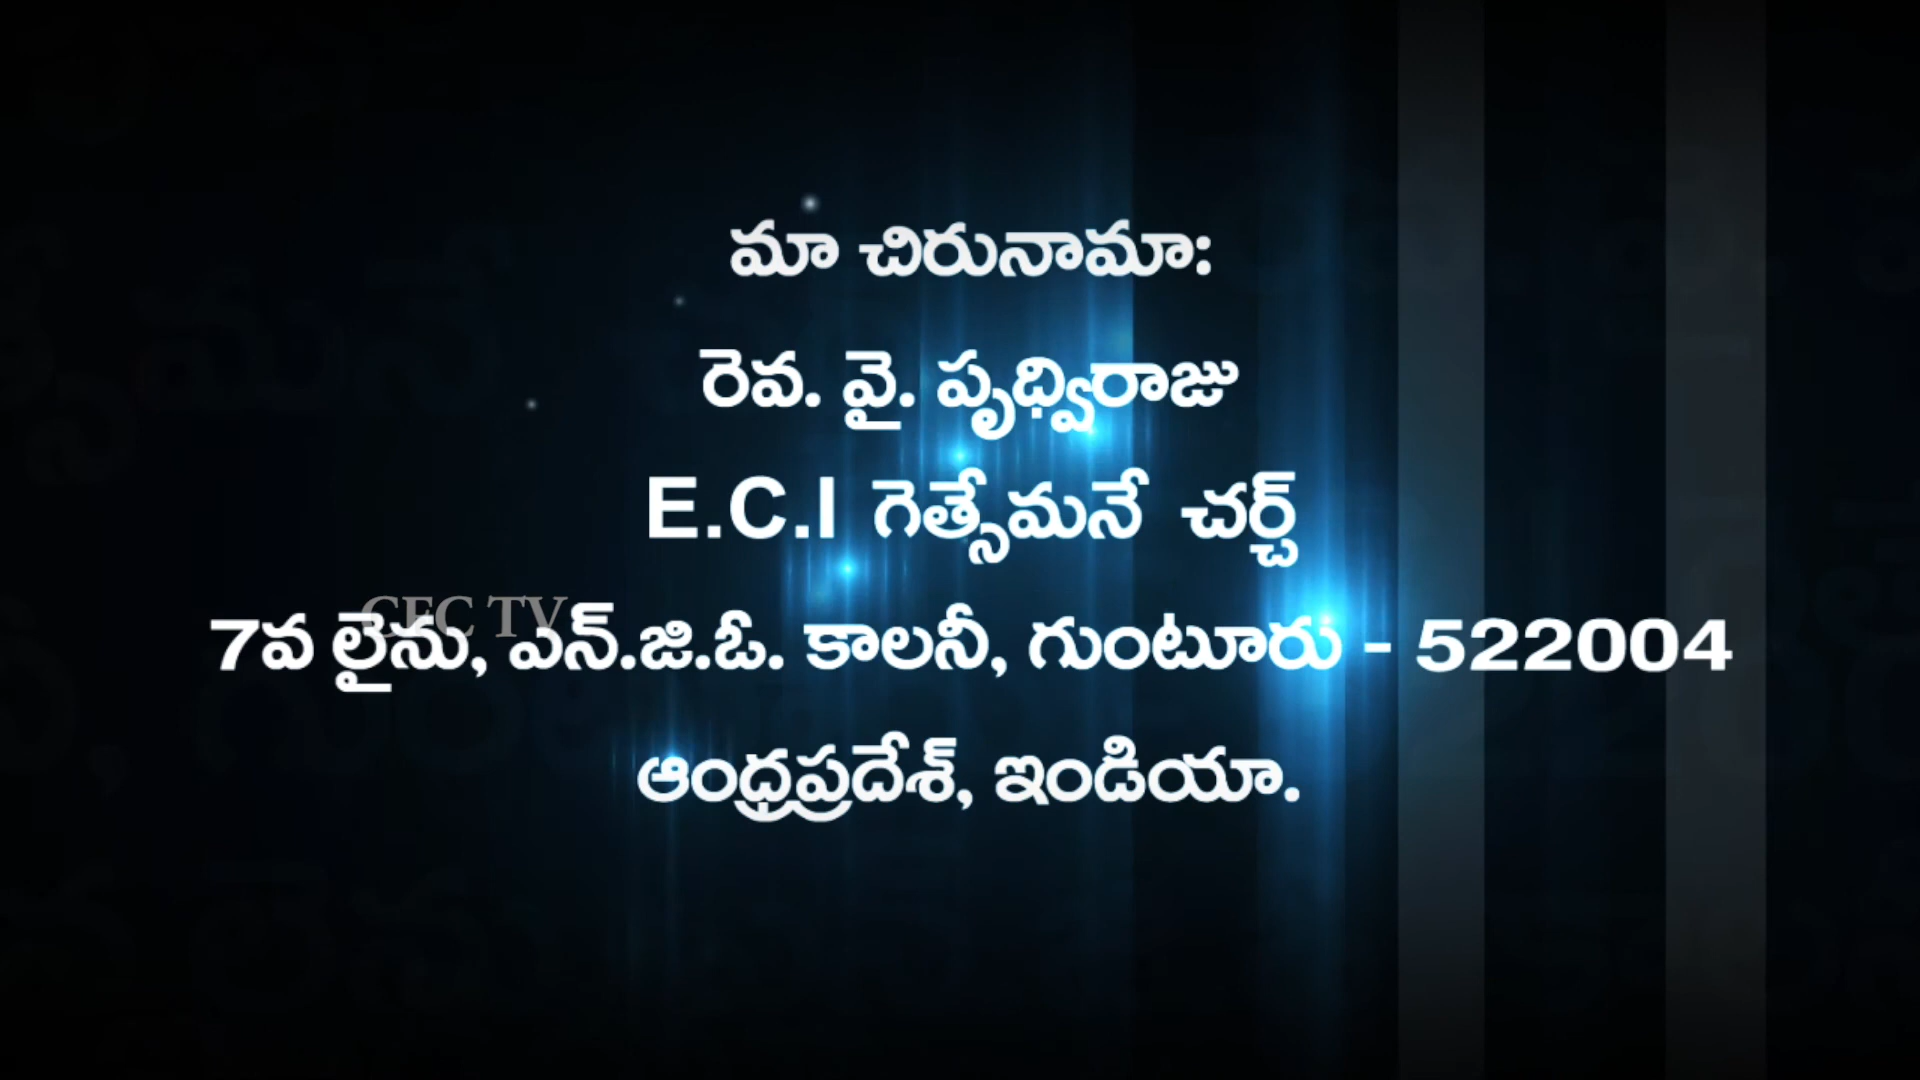 మా చిరునామా:
రెవ. వై. పృథ్విరాజు
E.C.I గెత్సేమనే చర్చ్
CFC TV
7వ లైను, ఎన్.జి.ఓ. కాలనీ, గుంటూరు - 522004
ఆంధ్రప్రదేశ్, ఇండియా.